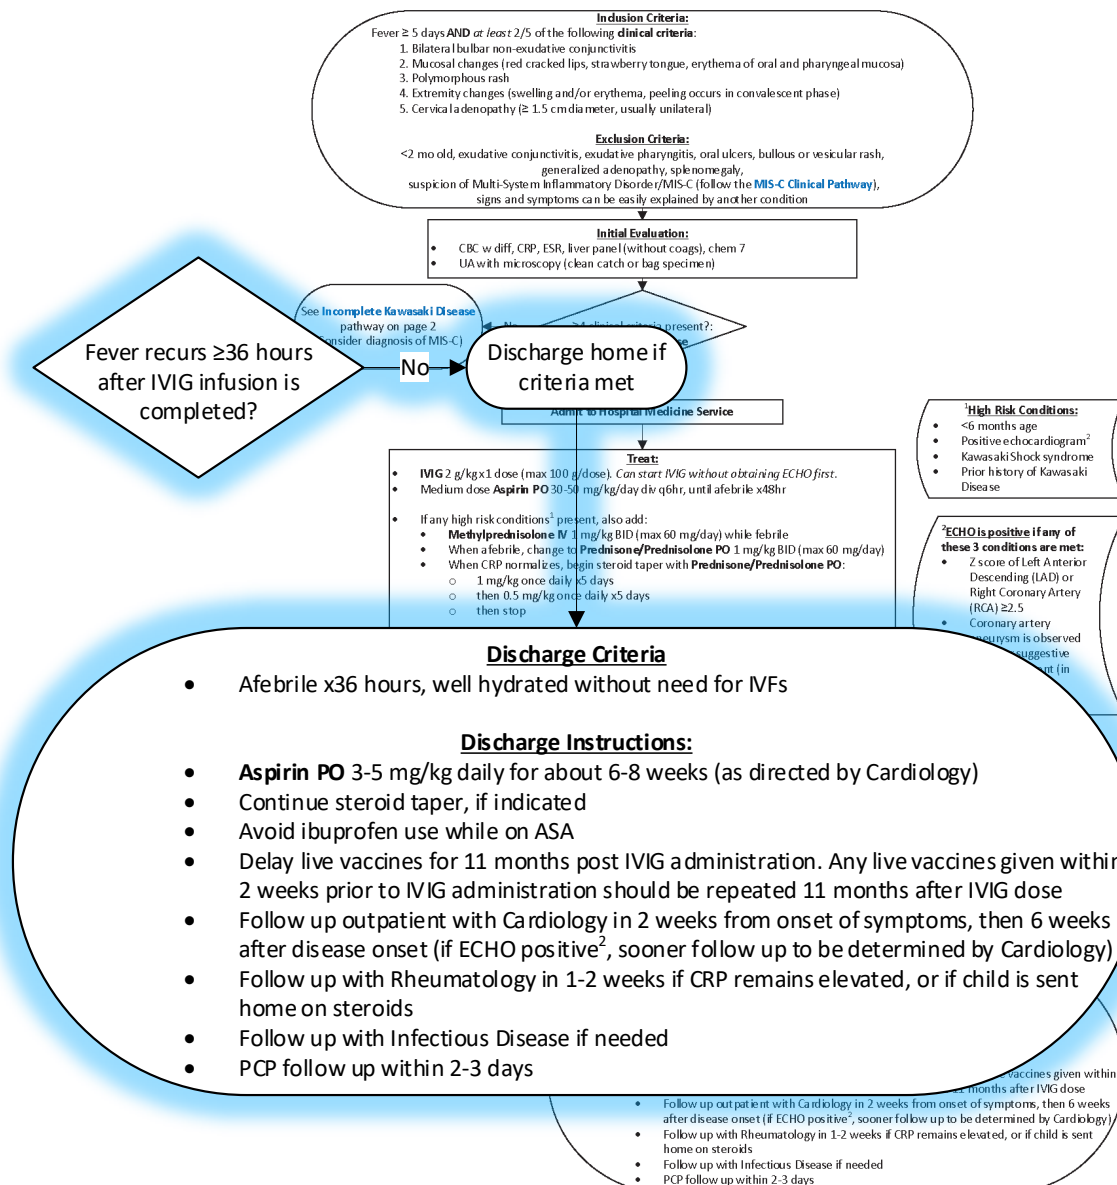 Inclusion Criteria:
Fever ≥ 5 days AND at least 2/5 of the following clinical criteria:
1. Bilateral bulbar non-exudative conjunctivitis
2. Mucosal changes (red cracked lips, strawberry tongue, erythema of oral and pharyngeal mucosa)
3. Polymorphous rash
4. Extremity changes (swelling and/or erythema, peeling occurs in convalescent phase)
5. Cervical adenopathy (≥ 1.5 cm diameter, usually unilateral)
Exclusion Criteria:
<2 mo old, exudative conjunctivitis, exudative pharyngitis, oral ulcers, bullous or vesicular rash,
generalized adenopathy, splenomegaly,
suspicion of Multi-System Inflammatory Disorder/MIS-C (follow the MIS-C Clinical Pathway),
signs and symptoms can be easily explained by another condition
Initial Evaluation:
• CBC w diff, CRP, ESR, liver panel (without coags), chem 7
• UA with microscopy (clean catch or bag specimen)
See Incomplete Kawasaki Disease
pathway on page 2
onsider diagnosis of MIS-C)
No
≥4 clinical criteria present?:
Fever recurs ≥36 hours
after IVIG infusion is
completed?
No
Discharge home if
criteria met
Admit to Hospital Medicine Service
Treat:
• IVIG 2 g/kg x1 dose (max 100 g/dose). Can start IVIG without obtaining ECHO first.
• Medium dose Aspirin PO 30-50 mg/kg/day div q6hr, until afebrile x48hr
• If any high risk conditions¹ present, also add:
• Methylprednisolone IV 1 mg/kg BID (max 60 mg/day) while febrile
• When afebrile, change to Prednisone/Prednisolone PO 1 mg/kg BID (max 60 mg/day)
• When CRP normalizes, begin steroid taper with Prednisone/Prednisolone PO:
○ 1 mg/kg once daily x5 days
○ then 0.5 mg/kg once daily x5 days
○ then stop
¹High Risk Conditions:
• <6 months age
• Positive echocardiogram²
• Kawasaki Shock syndrome
• Prior history of Kawasaki
Disease
²ECHO is positive if any of
these 3 conditions are met:
• Z score of Left Anterior
Descending (LAD) or
Right Coronary Artery
(RCA) ≥2.5
• Coronary artery
aneurysm is observed
suggestive
(in
Discharge Criteria
• Afebrile x36 hours, well hydrated without need for IVFs
Discharge Instructions:
• Aspirin PO 3-5 mg/kg daily for about 6-8 weeks (as directed by Cardiology)
• Continue steroid taper, if indicated
• Avoid ibuprofen use while on ASA
• Delay live vaccines for 11 months post IVIG administration. Any live vaccines given within
2 weeks prior to IVIG administration should be repeated 11 months after IVIG dose
• Follow up outpatient with Cardiology in 2 weeks from onset of symptoms, then 6 weeks
after disease onset (if ECHO positive², sooner follow up to be determined by Cardiology)
• Follow up with Rheumatology in 1-2 weeks if CRP remains elevated, or if child is sent
home on steroids
• Follow up with Infectious Disease if needed
• PCP follow up within 2-3 days
vaccines given within
11 months after IVIG dose
• Follow up outpatient with Cardiology in 2 weeks from onset of symptoms, then 6 weeks
after disease onset (if ECHO positive², sooner follow up to be determined by Cardiology)
• Follow up with Rheumatology in 1-2 weeks if CRP remains elevated, or if child is sent
home on steroids
• Follow up with Infectious Disease if needed
• PCP follow up within 2-3 days